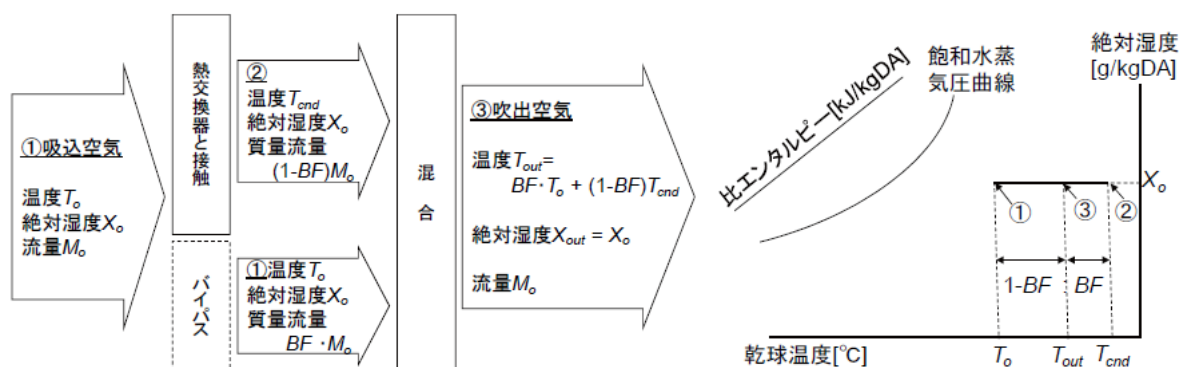 ①吸込空気
温度To
絶対湿度Xo
流量Mo
熱交換器と接触
バイパス
②
温度Tcnd
絶対湿度Xo
質量流量
(1-BF)Mo
①温度To
絶対湿度Xo
質量流量
BF・Mo
混合
③吹出空気
温度Tout=
BF・To + (1-BF)Tcnd
絶対湿度Xout = Xo
流量Mo
比エンタルピー[kJ/kgDA]
飽和水蒸
気圧曲線
絶対湿度
[g/kgDA]
Xo
① ③ ②
1-BF : BF
乾球温度[℃]
To Tout Tcnd